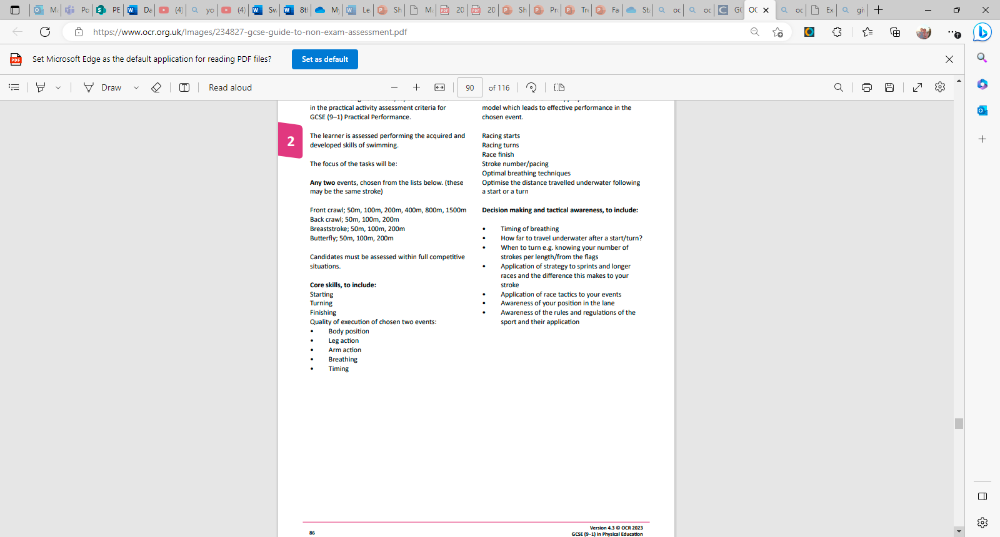 Ma
Po
PE
Da
(4)
yo
(4)
Sw
8th
My
Le
Sh
Ma
20
20
Sh
Pro
Tre
Fa
Sta
oc
oc
GC
OC
oc
Ex
giv
https://www.ocr.org.uk/Images/234827-gcse-guide-to-non-exam-assessment.pdf
Set Microsoft Edge as the default application for reading PDF files?
Set as default
Draw
Read aloud
90
of 116
in the practical activity assessment criteria for
GCSE (9–1) Practical Performance.
2
The learner is assessed performing the acquired and
developed skills of swimming.
The focus of the tasks will be:
Any two events, chosen from the lists below. (these
may be the same stroke)
Front crawl; 50m, 100m, 200m, 400m, 800m, 1500m
Back crawl; 50m, 100m, 200m
Breaststroke; 50m, 100m, 200m
Butterfly; 50m, 100m, 200m
Candidates must be assessed within full competitive
situations.
Core skills, to include:
Starting
Turning
Finishing
Quality of execution of chosen two events:
• Body position
• Leg action
• Arm action
• Breathing
• Timing
model which leads to effective performance in the
chosen event.
Racing starts
Racing turns
Race finish
Stroke number/pacing
Optimal breathing techniques
Optimise the distance travelled underwater following
a start or a turn
Decision making and tactical awareness, to include:
• Timing of breathing
• How far to travel underwater after a start/turn?
• When to turn e.g. knowing your number of
strokes per length/from the flags
• Application of strategy to sprints and longer
races and the difference this makes to your
stroke
• Application of race tactics to your events
• Awareness of your position in the lane
• Awareness of the rules and regulations of the
sport and their application
86
Version 4.3 © OCR 2023
GCSE (9–1) in Physical Education